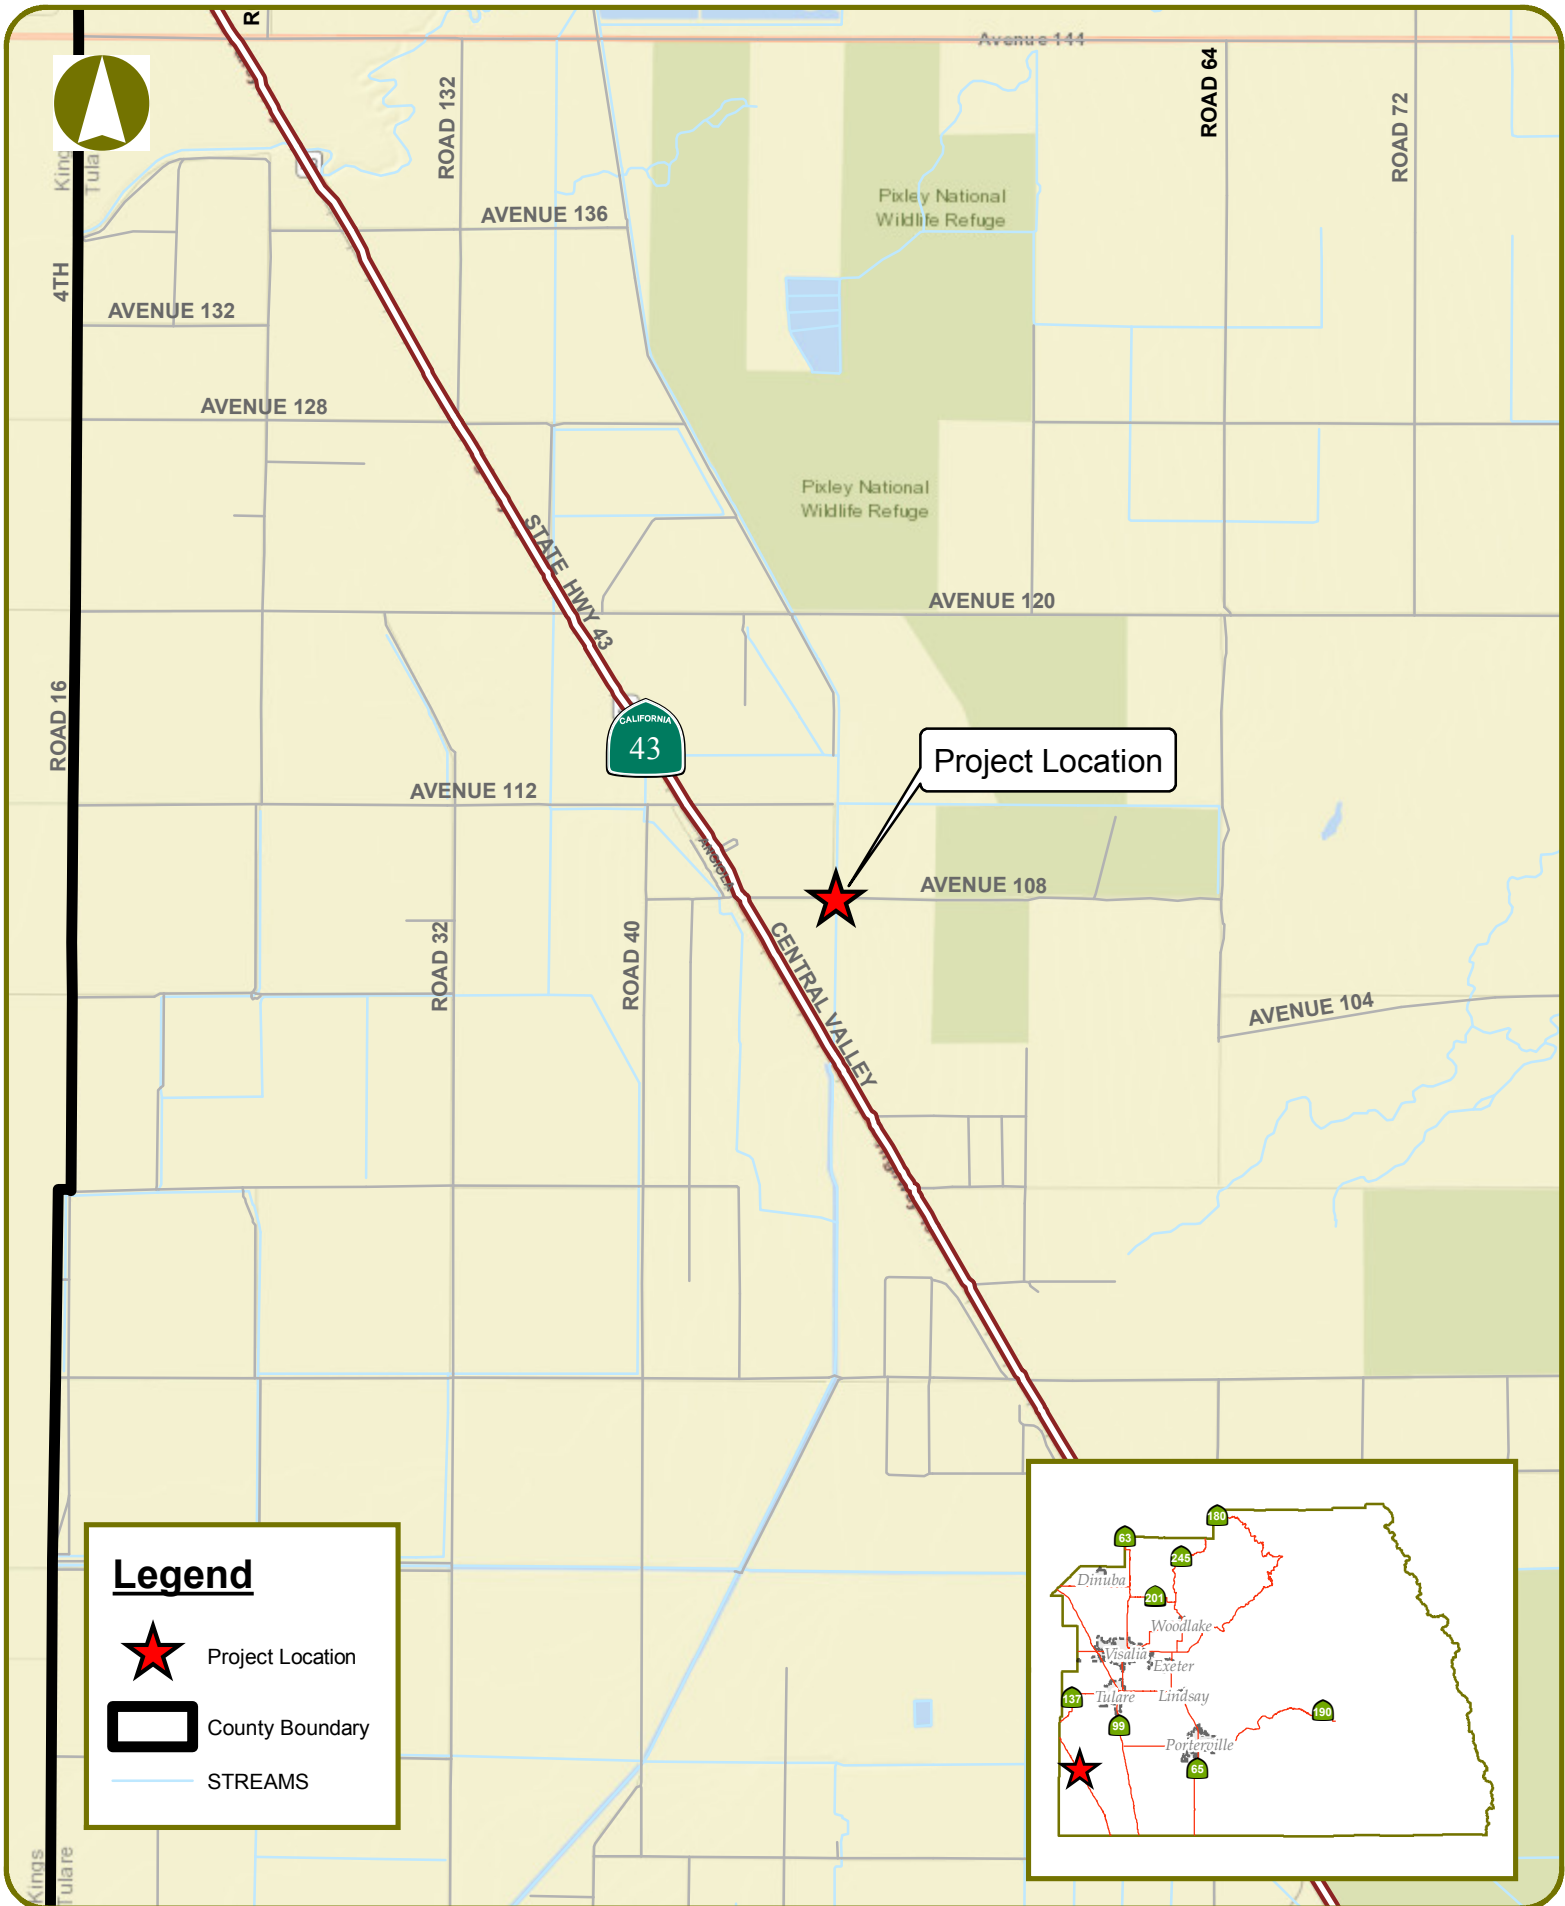 R
Avenue 144
ROAD 132
ROAD 64
ROAD 72
Tula
AVENUE 136
Pixley National
Wildlife Refuge
4TH
AVENUE 132
AVENUE 128
Pixley National
Wildlife Refuge
STATE HWY 43
AVENUE 120
ROAD 16
CALIFORNIA
43
Project Location
AVENUE 112
ANGIOLA
AVENUE 108
ROAD 32
ROAD 40
CENTRAL VALLEY
AVENUE 104
Legend
Project Location
County Boundary
STREAMS
Kings
Tulare
180
63
245
Dinuba
201
Woodlake
Visalia
Exeter
137
Tulare
Lindsay
99
190
Porterville
65